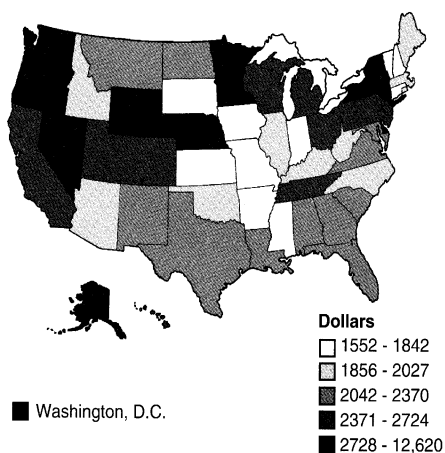 Dollars
1552 - 1842
1856 - 2027
2042 - 2370
2371 - 2724
2728 - 12,620
Washington, D.C.